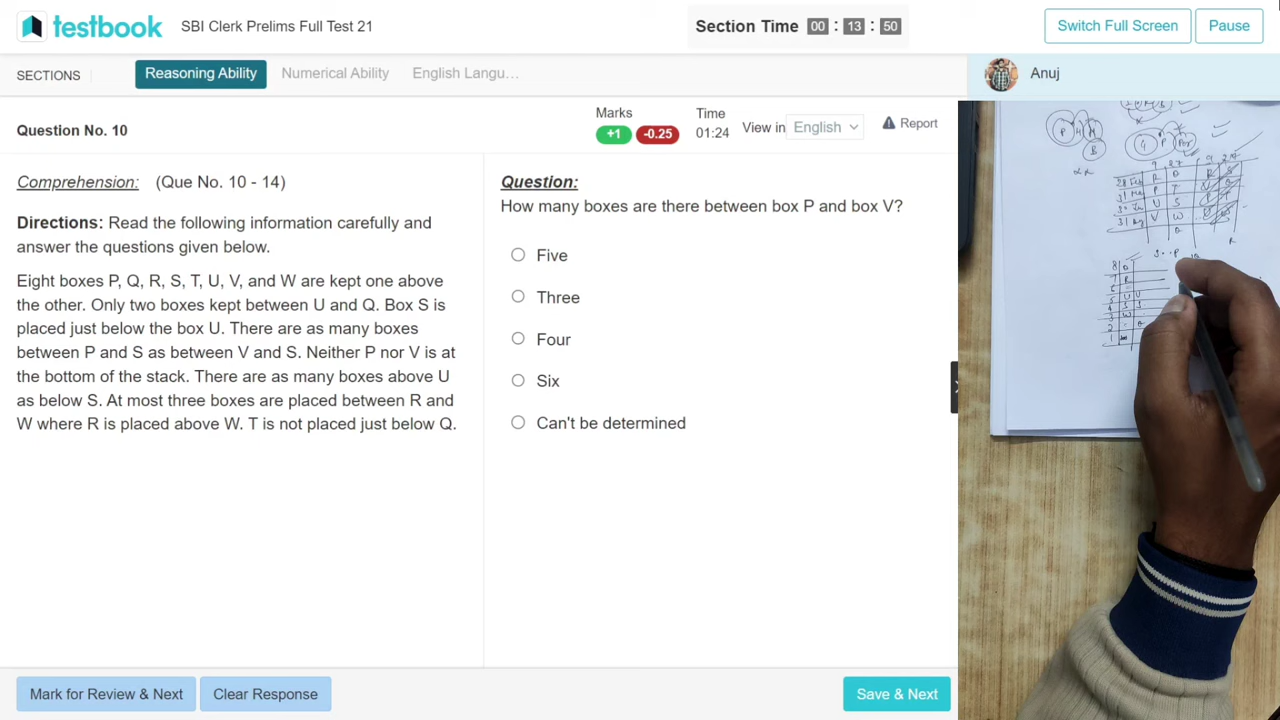 testbook
SBI Clerk Prelims Full Test 21
Section Time 00 : 13 : 50
Switch Full Screen
Pause
SECTIONS
Reasoning Ability
Numerical Ability
English Langu...
Anuj
Question No. 10
Marks
+1 -0.25
Time
01:24
View in English
Report
Comprehension: (Que No. 10 - 14)
Directions: Read the following information carefully and
answer the questions given below.
Eight boxes P, Q, R, S, T, U, V, and W are kept one above
the other. Only two boxes kept between U and Q. Box S is
placed just below the box U. There are as many boxes
between P and S as between V and S. Neither P nor V is at
the bottom of the stack. There are as many boxes above U
as below S. At most three boxes are placed between R and
W where R is placed above W. T is not placed just below Q.
Question:
How many boxes are there between box P and box V?
Five
Three
Four
Six
Can't be determined
Mark for Review & Next
Clear Response
Save & Next